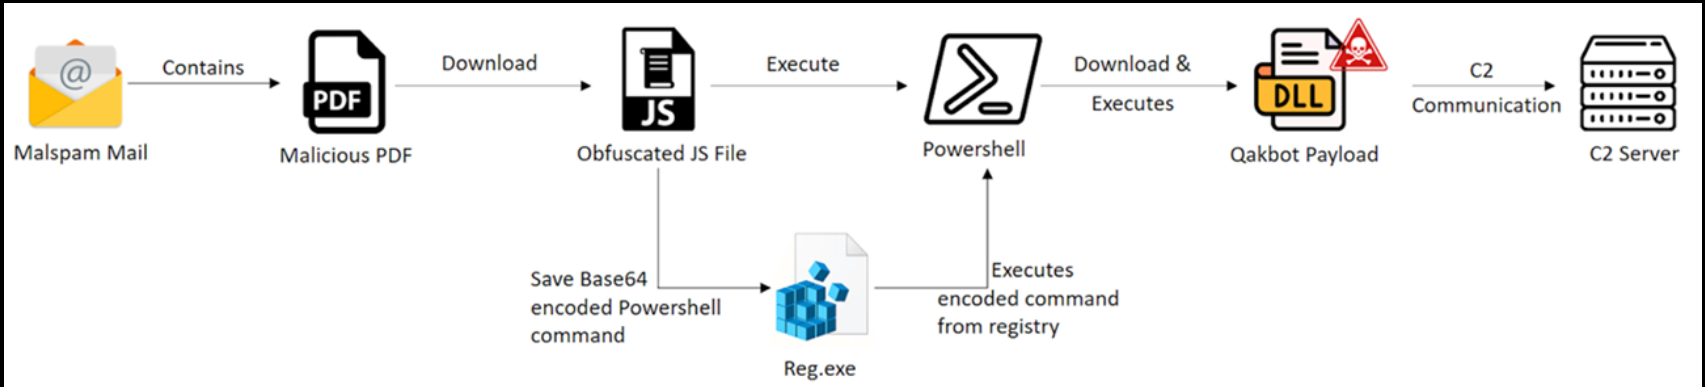 @
Contains
PDF
Download
JS
Execute
Download &
Executes
DLL
C2
Communication
Malspam Mail
Malicious PDF
Obfuscated JS File
Powershell
Qakbot Payload
C2 Server
Save Base64
encoded Powershell
command
Reg.exe
Executes
encoded command
from registry